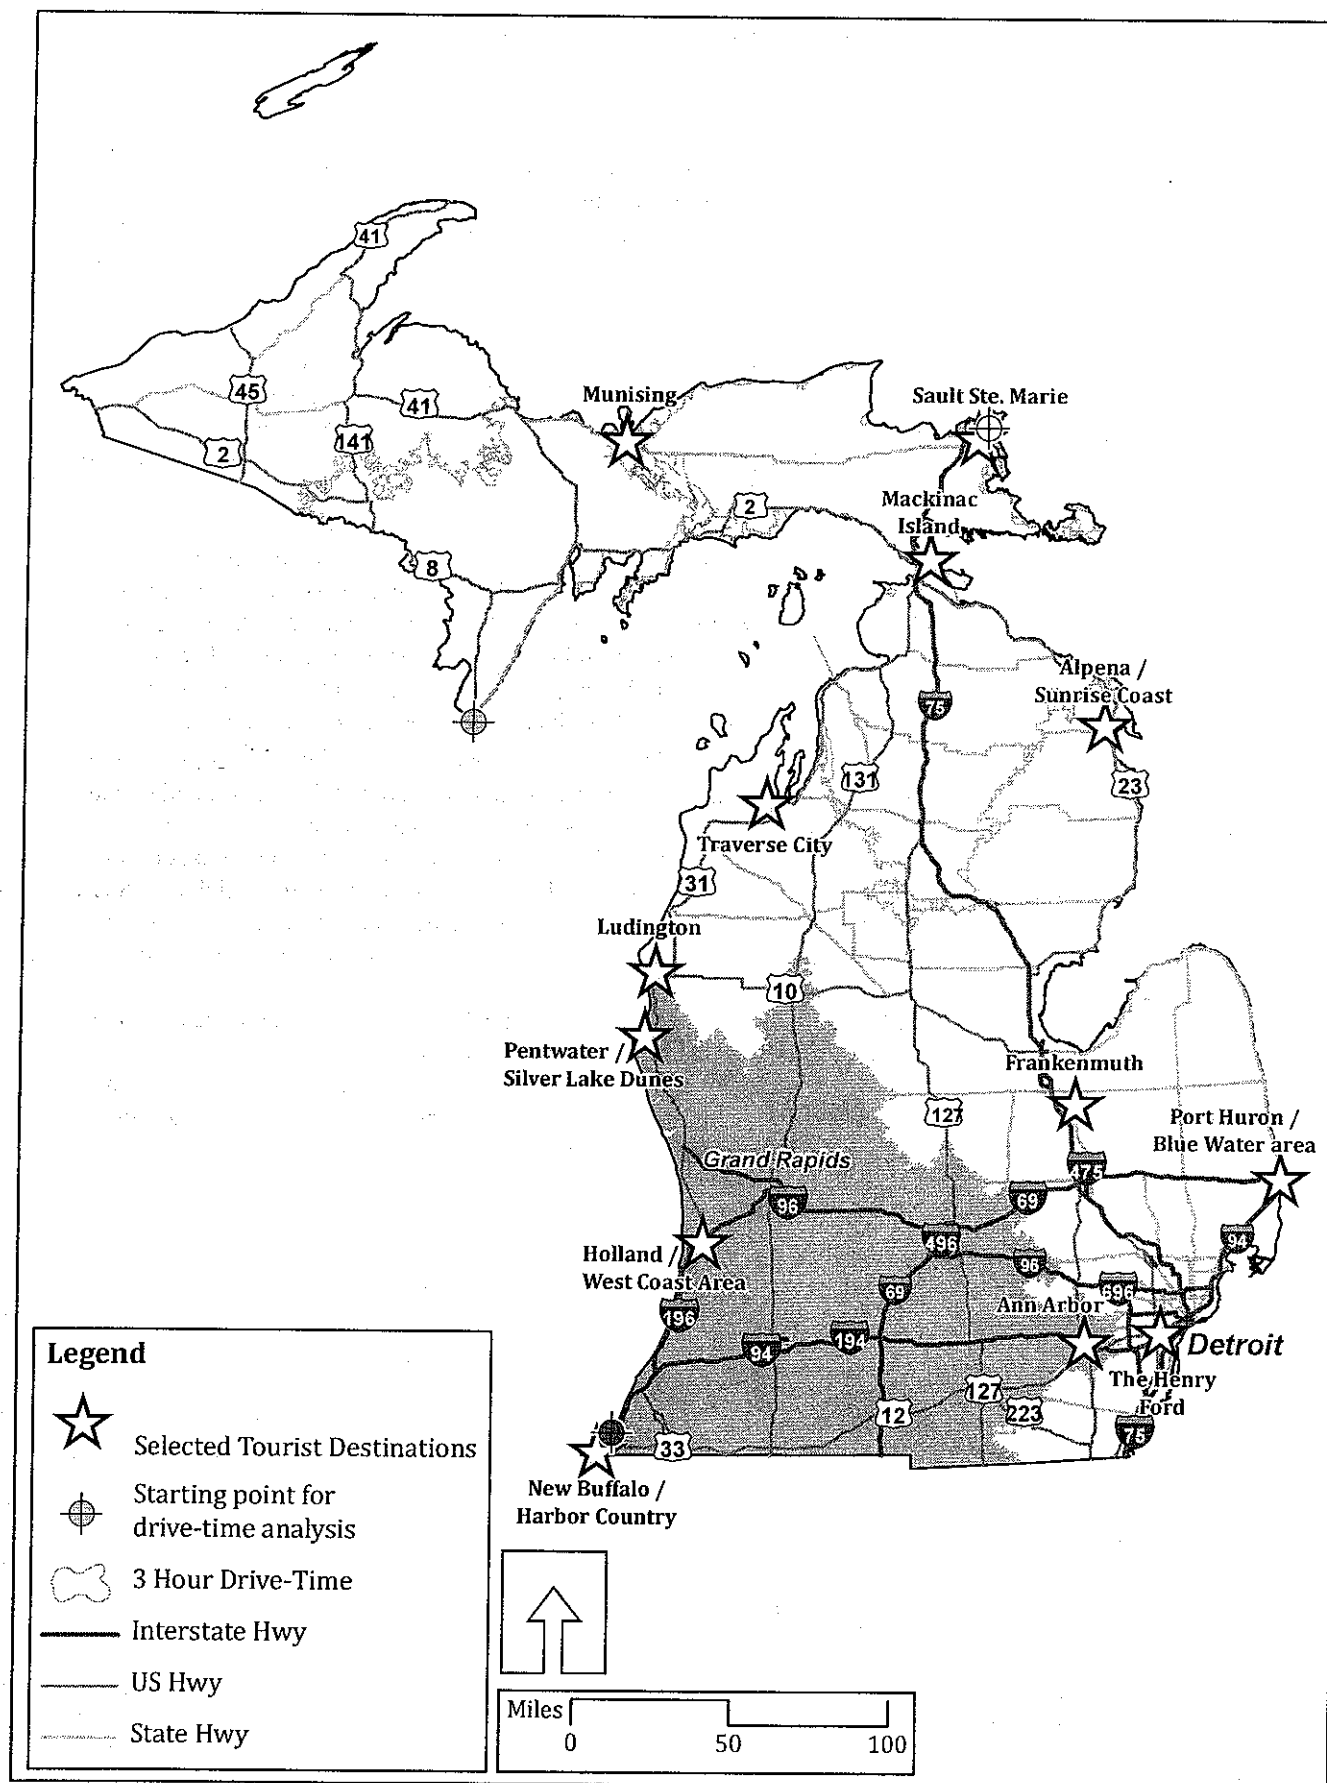 41
Munising
Sault Ste. Marie
45
41
141
2
Mackinac
Island
2
8
Alpena /
Sunrise Coast
75
131
23
Traverse City
31
Ludington
10
Pentwater /
Silver Lake Dunes
Frankenmuth
127
Port Huron /
Blue Water area
Grand Rapids
475
96
69
Holland /
West Coast Area
496
96
94
69
696
Ann Arbor
196
94
194
Detroit
The Henry
Ford
127
12
223
75
33
New Buffalo /
Harbor Country
Legend
Selected Tourist Destinations
Starting point for
drive-time analysis
3 Hour Drive-Time
Interstate Hwy
US Hwy
State Hwy
Miles
0 50 100